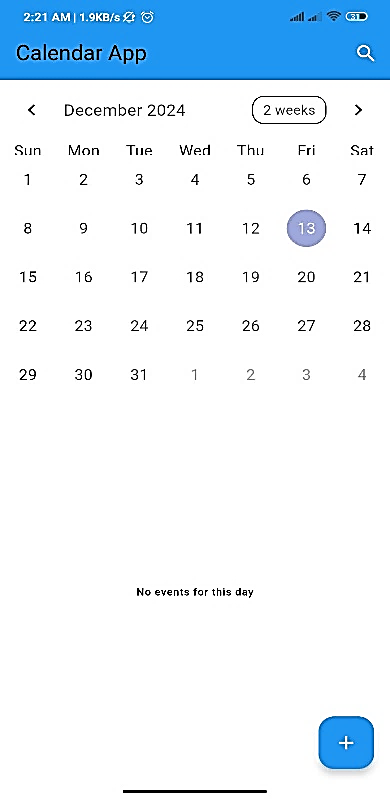 2:21 AM | 1.9KB/s 31
Calendar App
December 2024 2 weeks
Sun Mon Tue Wed Thu Fri Sat
1 2 3 4 5 6 7
8 9 10 11 12 13 14
15 16 17 18 19 20 21
22 23 24 25 26 27 28
29 30 31 1 2 3 4
No events for this day
+